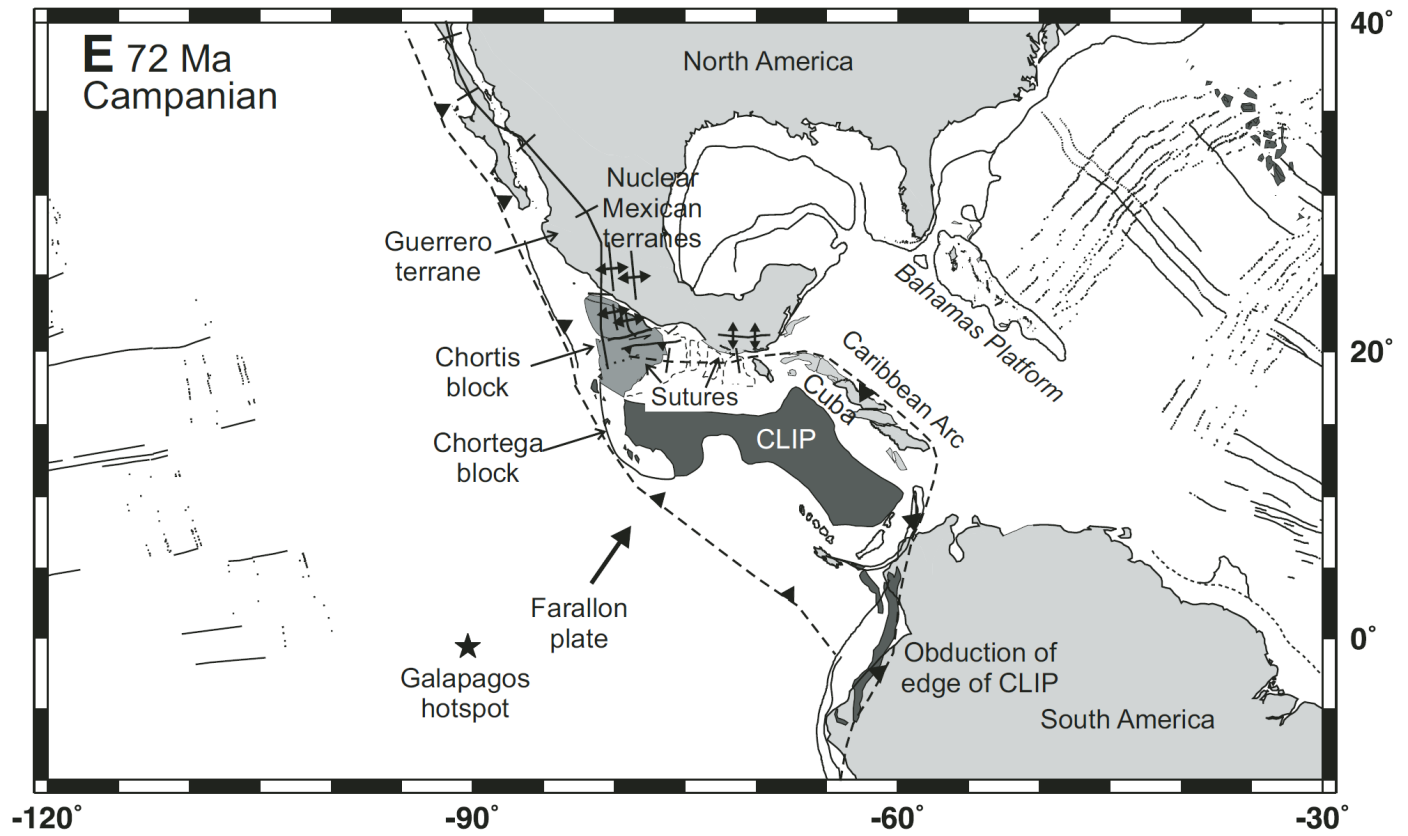 E 72 Ma
Campanian
North America
40˚
Nuclear
Mexican
terranes
Guerrero
terrane
Bahamas Platform
20˚
Chortis
block
Sutures
Caribbean Arc
Cuba
CLIP
Chortega
block
Farallon
plate
0˚
Galapagos
hotspot
Obduction of
edge of CLIP
South America
-120˚
-90˚
-60˚
-30˚